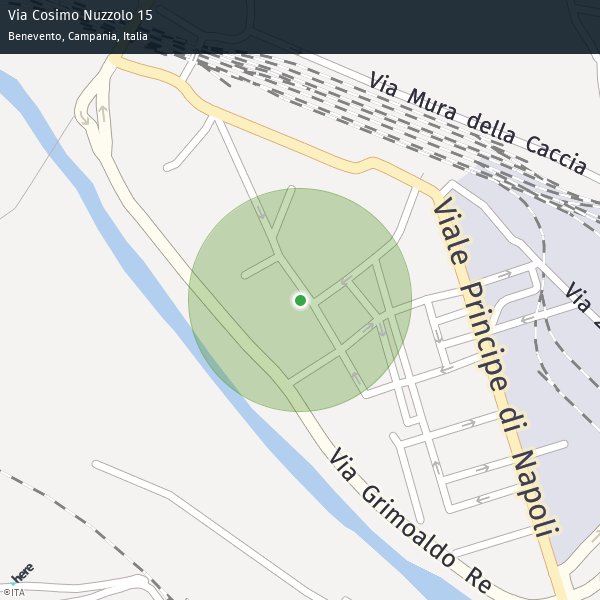 Via Cosimo Nuzzolo 15
Benevento, Campania, Italia
Via Mura della Caccia
Viale Principe di Napoli
Via
Via Grimoaldo Re
here
©ITA